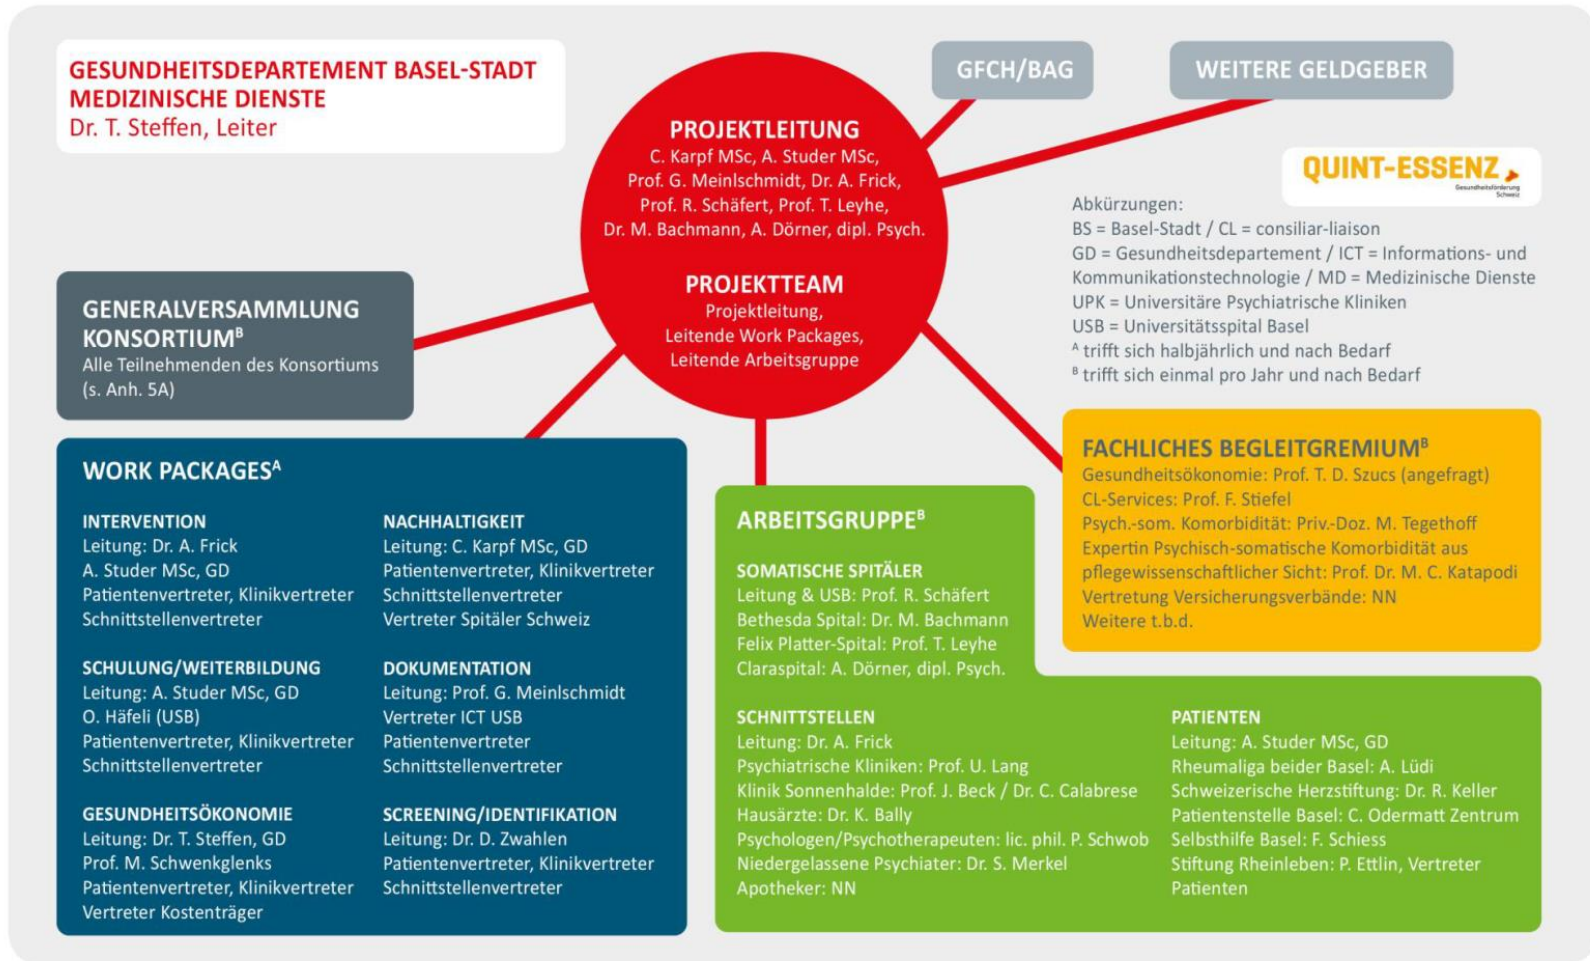 GESUNDHEITSDEPARTEMENT BASEL-STADT
MEDIZINISCHE DIENSTE
Dr. T. Steffen, Leiter
GFCH/BAG
WEITERE GELDGEBER
PROJEKTLEITUNG
C. Karpf MSc, A. Studer MSc,
Prof. G. Meinlschmidt, Dr. A. Frick,
Prof. R. Schäfert, Prof. T. Leyhe,
Dr. M. Bachmann, A. Dörner, dipl. Psych.
PROJEKTTEAM
Projektleitung,
Leitende Work Packages,
Leitende Arbeitsgruppe
QUINT-ESSENZ
Gesundheitsförderung
Schweiz
Abkürzungen:
BS = Basel-Stadt / CL = consiliar-liaison
GD = Gesundheitsdepartement / ICT = Informations- und
Kommunikationstechnologie / MD = Medizinische Dienste
UPK = Universitäre Psychiatrische Kliniken
USB = Universitätsspital Basel
ᴬ trifft sich halbjährlich und nach Bedarf
ᴮ trifft sich einmal pro Jahr und nach Bedarf
GENERALVERSAMMLUNG
KONSORTIUMᴮ
Alle Teilnehmenden des Konsortiums
(s. Anh. 5A)
WORK PACKAGESᴬ
INTERVENTION
Leitung: Dr. A. Frick
A. Studer MSc, GD
Patientenvertreter, Klinikvertreter
Schnittstellenvertreter
SCHULUNG/WEITERBILDUNG
Leitung: A. Studer MSc, GD
O. Häfeli (USB)
Patientenvertreter, Klinikvertreter
Schnittstellenvertreter
GESUNDHEITSÖKONOMIE
Leitung: Dr. T. Steffen, GD
Prof. M. Schwenkglenks
Patientenvertreter, Klinikvertreter
Vertreter Kostenträger
NACHHALTIGKEIT
Leitung: C. Karpf MSc, GD
Patientenvertreter, Klinikvertreter
Schnittstellenvertreter
Vertreter Spitäler Schweiz
DOKUMENTATION
Leitung: Prof. G. Meinlschmidt
Vertreter ICT USB
Patientenvertreter
Schnittstellenvertreter
SCREENING/IDENTIFIKATION
Leitung: Dr. D. Zwahlen
Patientenvertreter, Klinikvertreter
Schnittstellenvertreter
ARBEITSGRUPPEᴮ
SOMATISCHE SPITÄLER
Leitung & USB: Prof. R. Schäfert
Bethesda Spital: Dr. M. Bachmann
Felix Platter-Spital: Prof. T. Leyhe
Claraspital: A. Dörner, dipl. Psych.
SCHNITTSTELLEN
Leitung: Dr. A. Frick
Psychiatrische Kliniken: Prof. U. Lang
Klinik Sonnenhalde: Prof. J. Beck / Dr. C. Calabrese
Hausärzte: Dr. K. Bally
Psychologen/Psychotherapeuten: lic. phil. P. Schwob
Niedergelassene Psychiater: Dr. S. Merkel
Apotheker: NN
PATIENTEN
Leitung: A. Studer MSc, GD
Rheumaliga beider Basel: A. Lüdi
Schweizerische Herzstiftung: Dr. R. Keller
Patientenstelle Basel: C. Odermatt Zentrum
Selbsthilfe Basel: F. Schiess
Stiftung Rheinleben: P. Ettlin, Vertreter
Patienten
FACHLICHES BEGLEITGREMIUMᴮ
Gesundheitsökonomie: Prof. T. D. Szucs (angefragt)
CL-Services: Prof. F. Stiefel
Psych.-som. Komorbidität: Priv.-Doz. M. Tegethoff
Expertin Psychisch-somatische Komorbidität aus
pflegewissenschaftlicher Sicht: Prof. Dr. M. C. Katapodi
Vertretung Versicherungsverbände: NN
Weitere t.b.d.